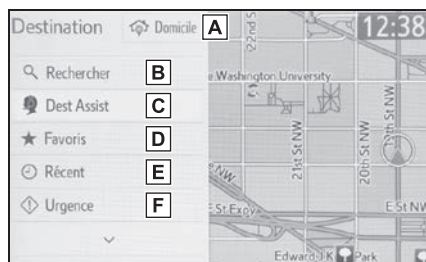 Destination
Domicile A
12:38
22nd S
Rechercher B
e Washington University
Dest Assist C
19th St NW
Favoris D
21st St NW
20th St NW
Récent E
Urgence F
E St Expy
E St NW
Edward J K Park